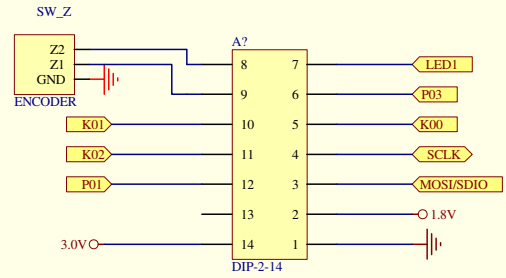 SW_Z
A?
Z2
Z1
GND
ENCODER
8 7 LED1
9 6 P03
K01 10 5 K00
K02 11 4 SCLK
P01 12 3 MOSI/SDIO
13 2 1.8V
3.0V 14 1
DIP-2-14